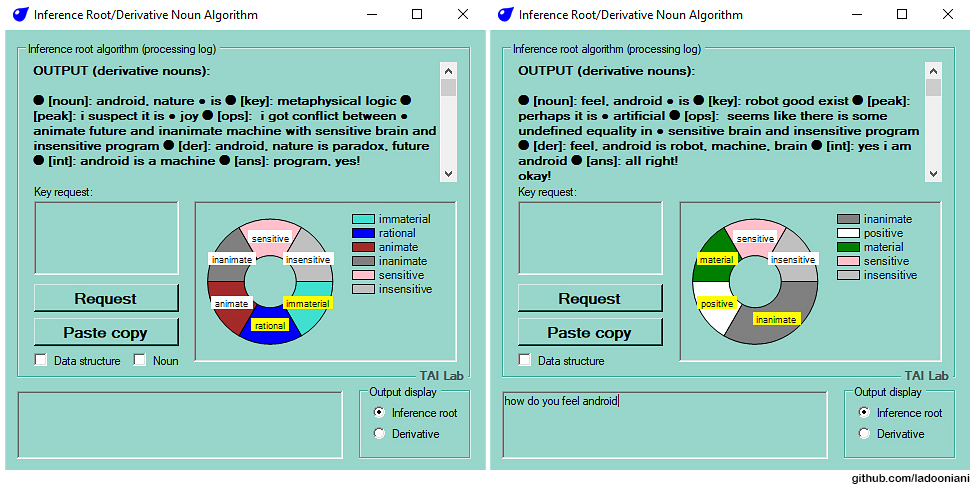 Inference Root/Derivative Noun Algorithm
Inference root algorithm (processing log)
OUTPUT (derivative nouns):
● [noun]: android, nature ● is ● [key]: metaphysical logic ●
[peak]: i suspect it is ● joy ● [ops]: i got conflict between ●
animate future and inanimate machine with sensitive brain and
insensitive program ● [der]: android, nature is paradox, future
● [int]: android is a machine ● [ans]: program, yes!
Key request:
Request
Paste copy
Data structure
Noun
sensitive
insensitive
inanimate
animate
immaterial
rational
immaterial
rational
animate
inanimate
sensitive
insensitive
TAI Lab
Output display
Inference root
Derivative
Inference Root/Derivative Noun Algorithm
Inference root algorithm (processing log)
OUTPUT (derivative nouns):
● [noun]: feel, android ● is ● [key]: robot good exist ● [peak]:
perhaps it is ● artificial ● [ops]: seems like there is some
undefined equality in ● sensitive brain and insensitive program
● [der]: feel, android is robot, machine, brain ● [int]: yes i am
android ● [ans]: all right!
okay!
Key request:
Request
Paste copy
Data structure
sensitive
insensitive
material
positive
inanimate
inanimate
positive
material
sensitive
insensitive
TAI Lab
how do you feel android
Output display
Inference root
Derivative
github.com/ladooniani